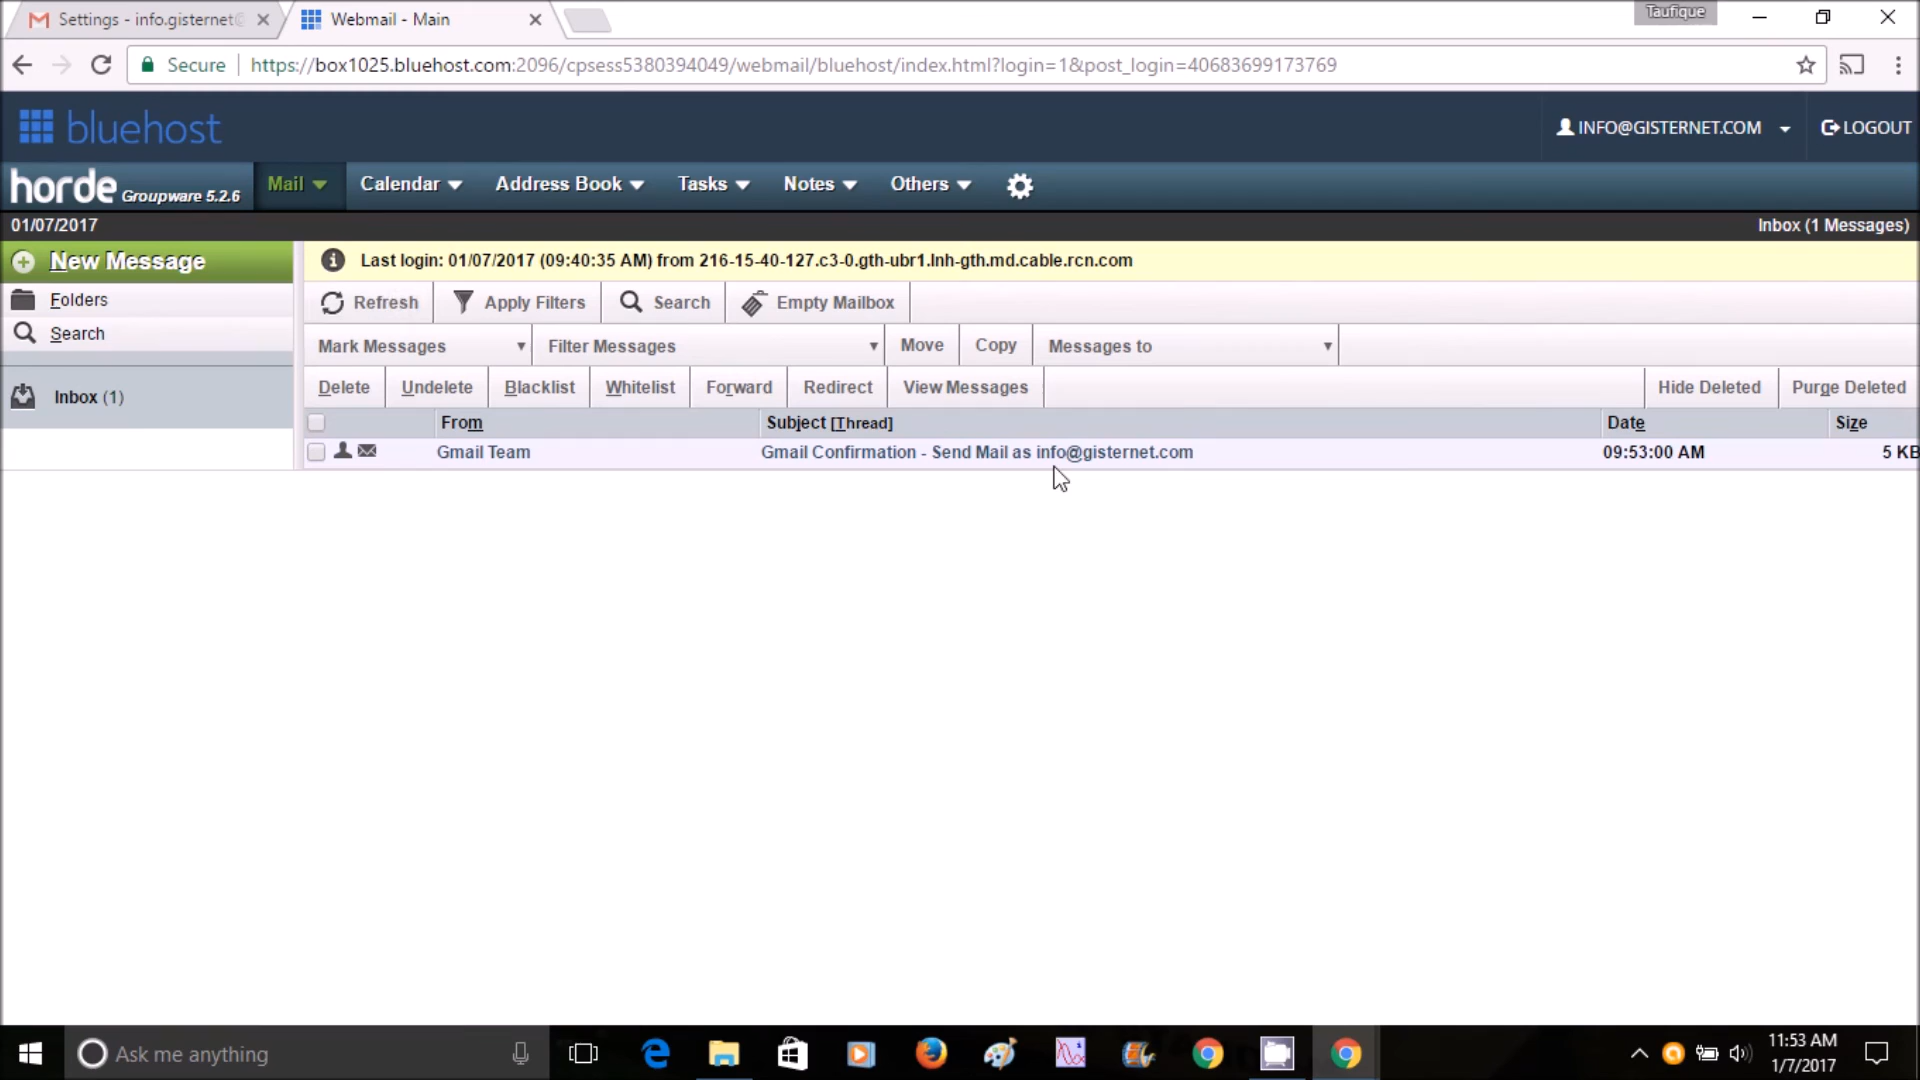 Settings - info.gisternet@
Webmail - Main
Taufique
Secure
https://box1025.bluehost.com:2096/cpsess5380394049/webmail/bluehost/index.html?login=1&post_login=40683699173769
bluehost
INFO@GISTERNET.COM
LOGOUT
horde Groupware 5.2.6
Mail
Calendar
Address Book
Tasks
Notes
Others
01/07/2017
Inbox (1 Messages)
New Message
Folders
Search
Inbox (1)
Last login: 01/07/2017 (09:40:35 AM) from 216-15-40-127.c3-0.gth-ubr1.lnh-gth.md.cable.rcn.com
Refresh
Apply Filters
Search
Empty Mailbox
Mark Messages
Filter Messages
Move
Copy
Messages to
Delete
Undelete
Blacklist
Whitelist
Forward
Redirect
View Messages
Hide Deleted
Purge Deleted
From
Subject [Thread]
Date
Size
Gmail Team
Gmail Confirmation - Send Mail as info@gisternet.com
09:53:00 AM
5 KB
Ask me anything
11:53 AM
1/7/2017